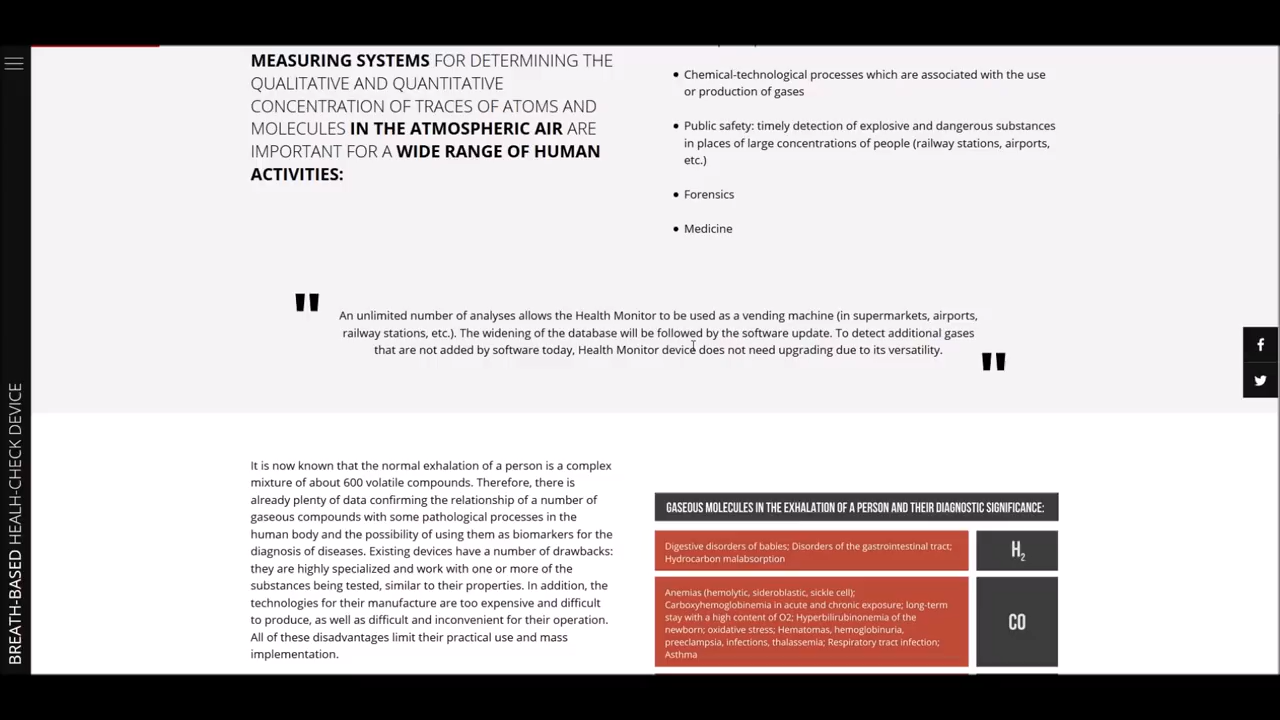 MEASURING SYSTEMS FOR DETERMINING THE
QUALITATIVE AND QUANTITATIVE
CONCENTRATION OF TRACES OF ATOMS AND
MOLECULES IN THE ATMOSPHERIC AIR ARE
IMPORTANT FOR A WIDE RANGE OF HUMAN
ACTIVITIES:
• Chemical-technological processes which are associated with the use
or production of gases
• Public safety: timely detection of explosive and dangerous substances
in places of large concentrations of people (railway stations, airports,
etc.)
• Forensics
• Medicine
"
An unlimited number of analyses allows the Health Monitor to be used as a vending machine (in supermarkets, airports,
railway stations, etc.). The widening of the database will be followed by the software update. To detect additional gases
that are not added by software today, Health Monitor device does not need upgrading due to its versatility.
"
BREATH-BASED HEALH-CHECK DEVICE
It is now known that the normal exhalation of a person is a complex
mixture of about 600 volatile compounds. Therefore, there is
already plenty of data confirming the relationship of a number of
gaseous compounds with some pathological processes in the
human body and the possibility of using them as biomarkers for the
diagnosis of diseases. Existing devices have a number of drawbacks:
they are highly specialized and work with one or more of the
substances being tested, similar to their properties. In addition, the
technologies for their manufacture are too expensive and difficult
to produce, as well as difficult and inconvenient for their operation.
All of these disadvantages limit their practical use and mass
implementation.
GASEOUS MOLECULES IN THE EXHALATION OF A PERSON AND THEIR DIAGNOSTIC SIGNIFICANCE:
Digestive disorders of babies; Disorders of the gastrointestinal tract;
Hydrocarbon malabsorption
H2
Anemias (hemolytic, sideroblastic, sickle cell);
Carboxyhemoglobinemia in acute and chronic exposure; long-term
stay with a high content of O2; Hyperbilirubinonemia of the
newborn; oxidative stress; Hematomas, hemoglobinuria,
preeclampsia, infections, thalassemia; Respiratory tract infection;
Asthma
CO